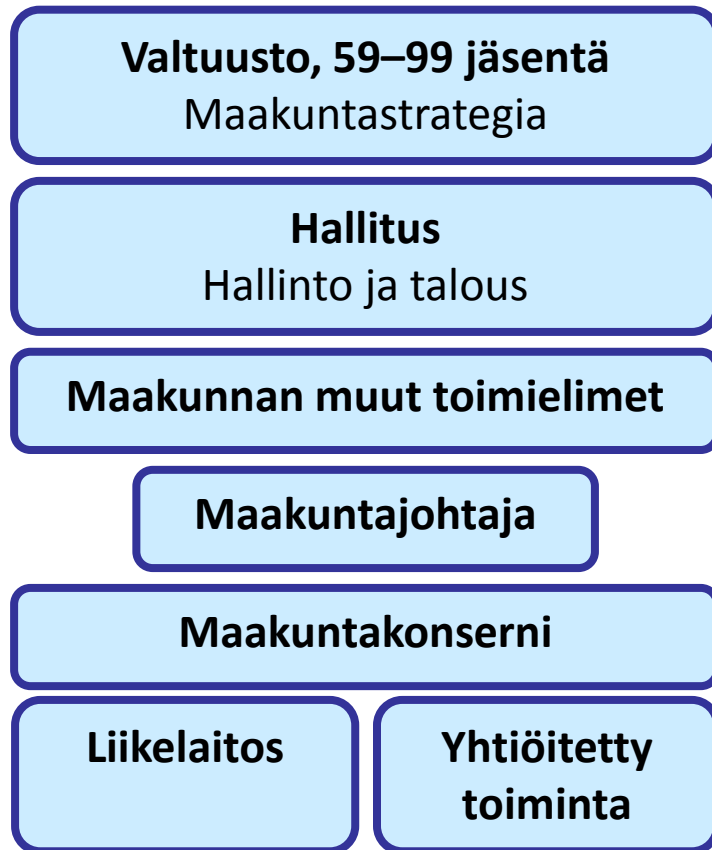 Valtuusto, 59–99 jäsentä
Maakuntastrategia
Hallitus
Hallinto ja talous
Maakunnan muut toimielimet
Maakuntajohtaja
Maakuntakonserni
Liikelaitos
Yhtiöitetty
toiminta